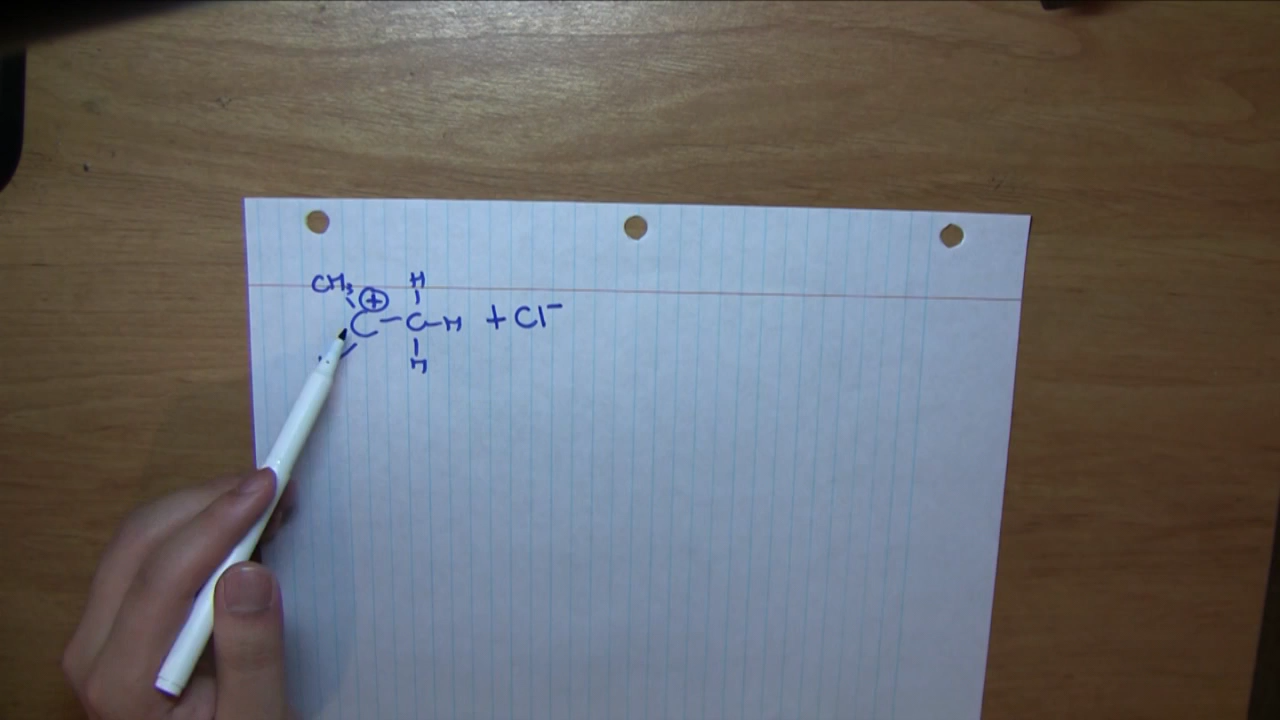 CH₃ H
⊕
C – C – H + Cl⁻
H